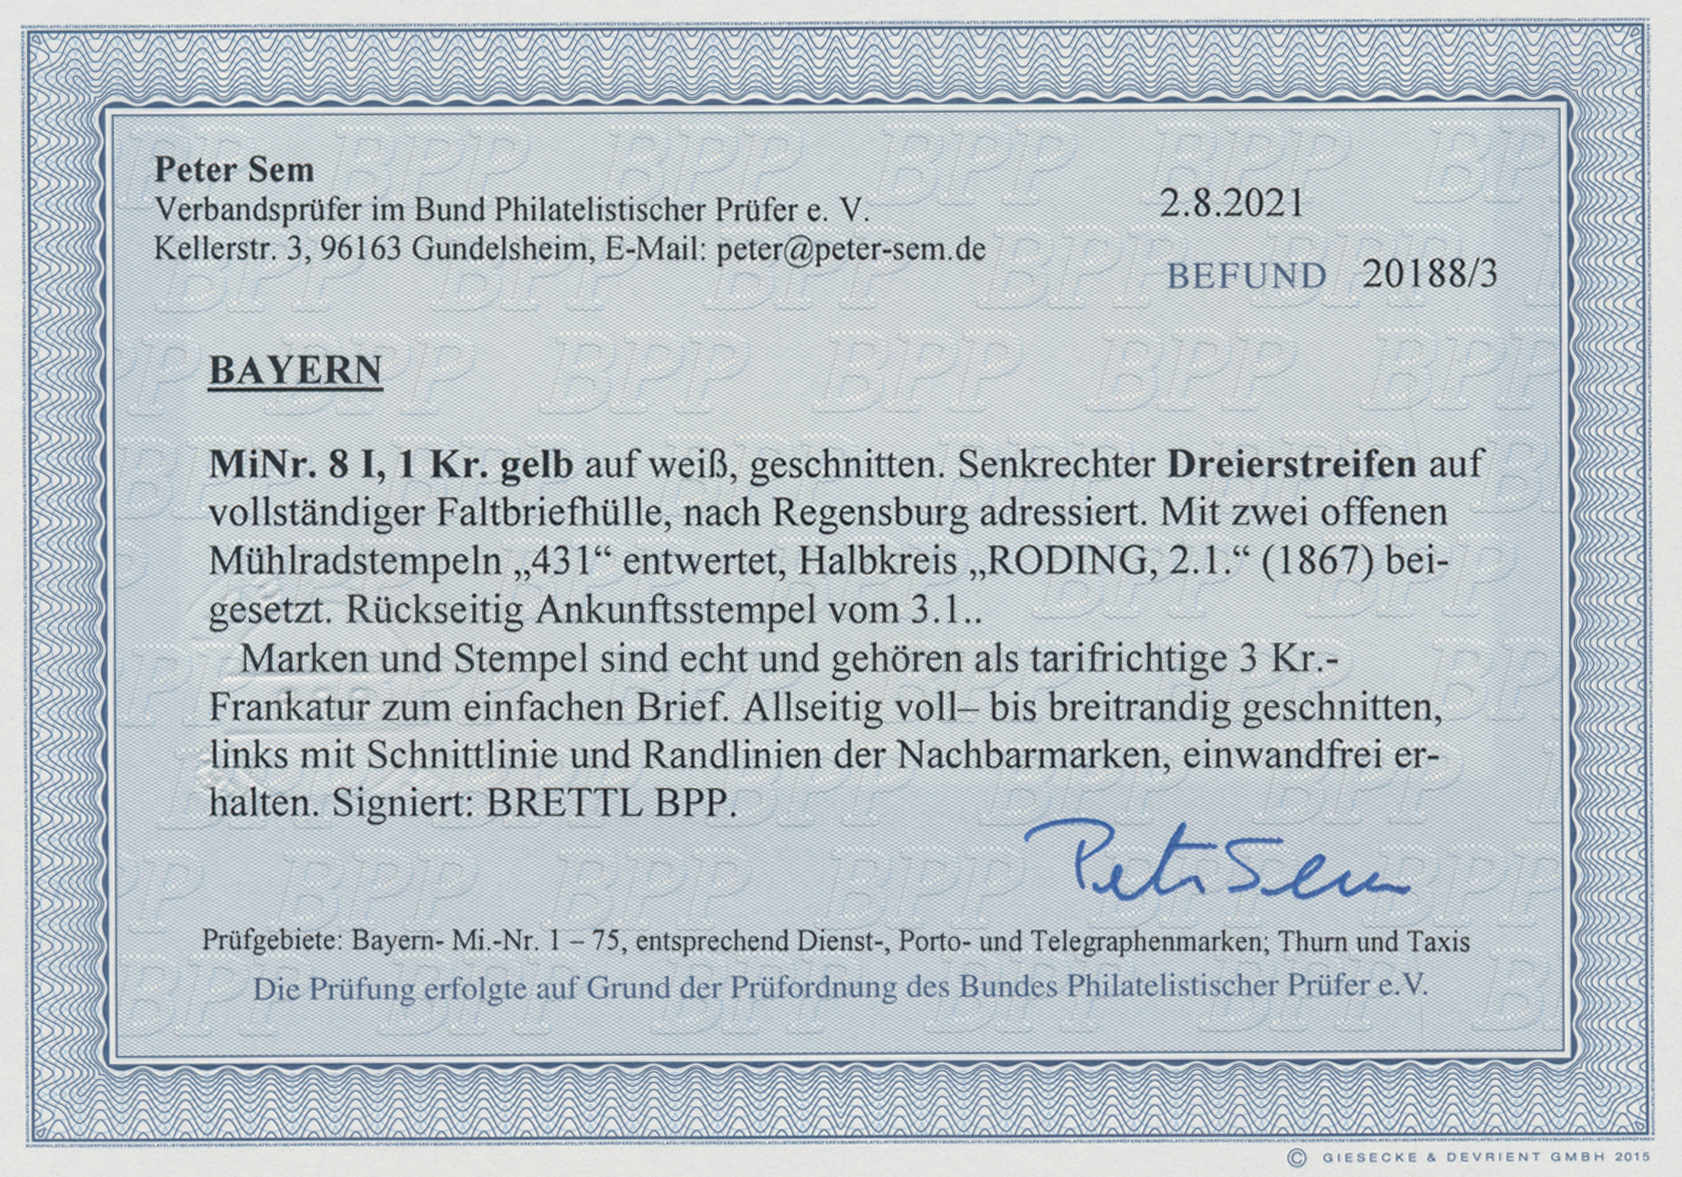 Peter Sem
Verbandsprüfer im Bund Philatelistischer Prüfer e. V.
Kellerstr. 3, 96163 Gundelsheim, E-Mail: peter@peter-sem.de
2.8.2021
BEFUND 20188/3
BAYERN
MiNr. 8 I, 1 Kr. gelb auf weiß, geschnitten. Senkrechter Dreierstreifen auf
vollständiger Faltbriefhülle, nach Regensburg adressiert. Mit zwei offenen
Mühlradstempeln „431“ entwertet, Halbkreis „RODING, 2.1.“ (1867) bei-
gesetzt. Rückseitig Ankunftsstempel vom 3.1..
Marken und Stempel sind echt und gehören als tarifrichtige 3 Kr.-
Frankatur zum einfachen Brief. Allseitig voll– bis breitrandig geschnitten,
links mit Schnittlinie und Randlinien der Nachbarmarken, einwandfrei er-
halten. Signiert: BRETTL BPP.
Peter Sem
Prüfgebiete: Bayern- Mi.-Nr. 1 – 75, entsprechend Dienst-, Porto- und Telegraphenmarken; Thurn und Taxis
Die Prüfung erfolgte auf Grund der Prüfordnung des Bundes Philatelistischer Prüfer e.V.
© GIESECKE & DEVRIENT GMBH 2015